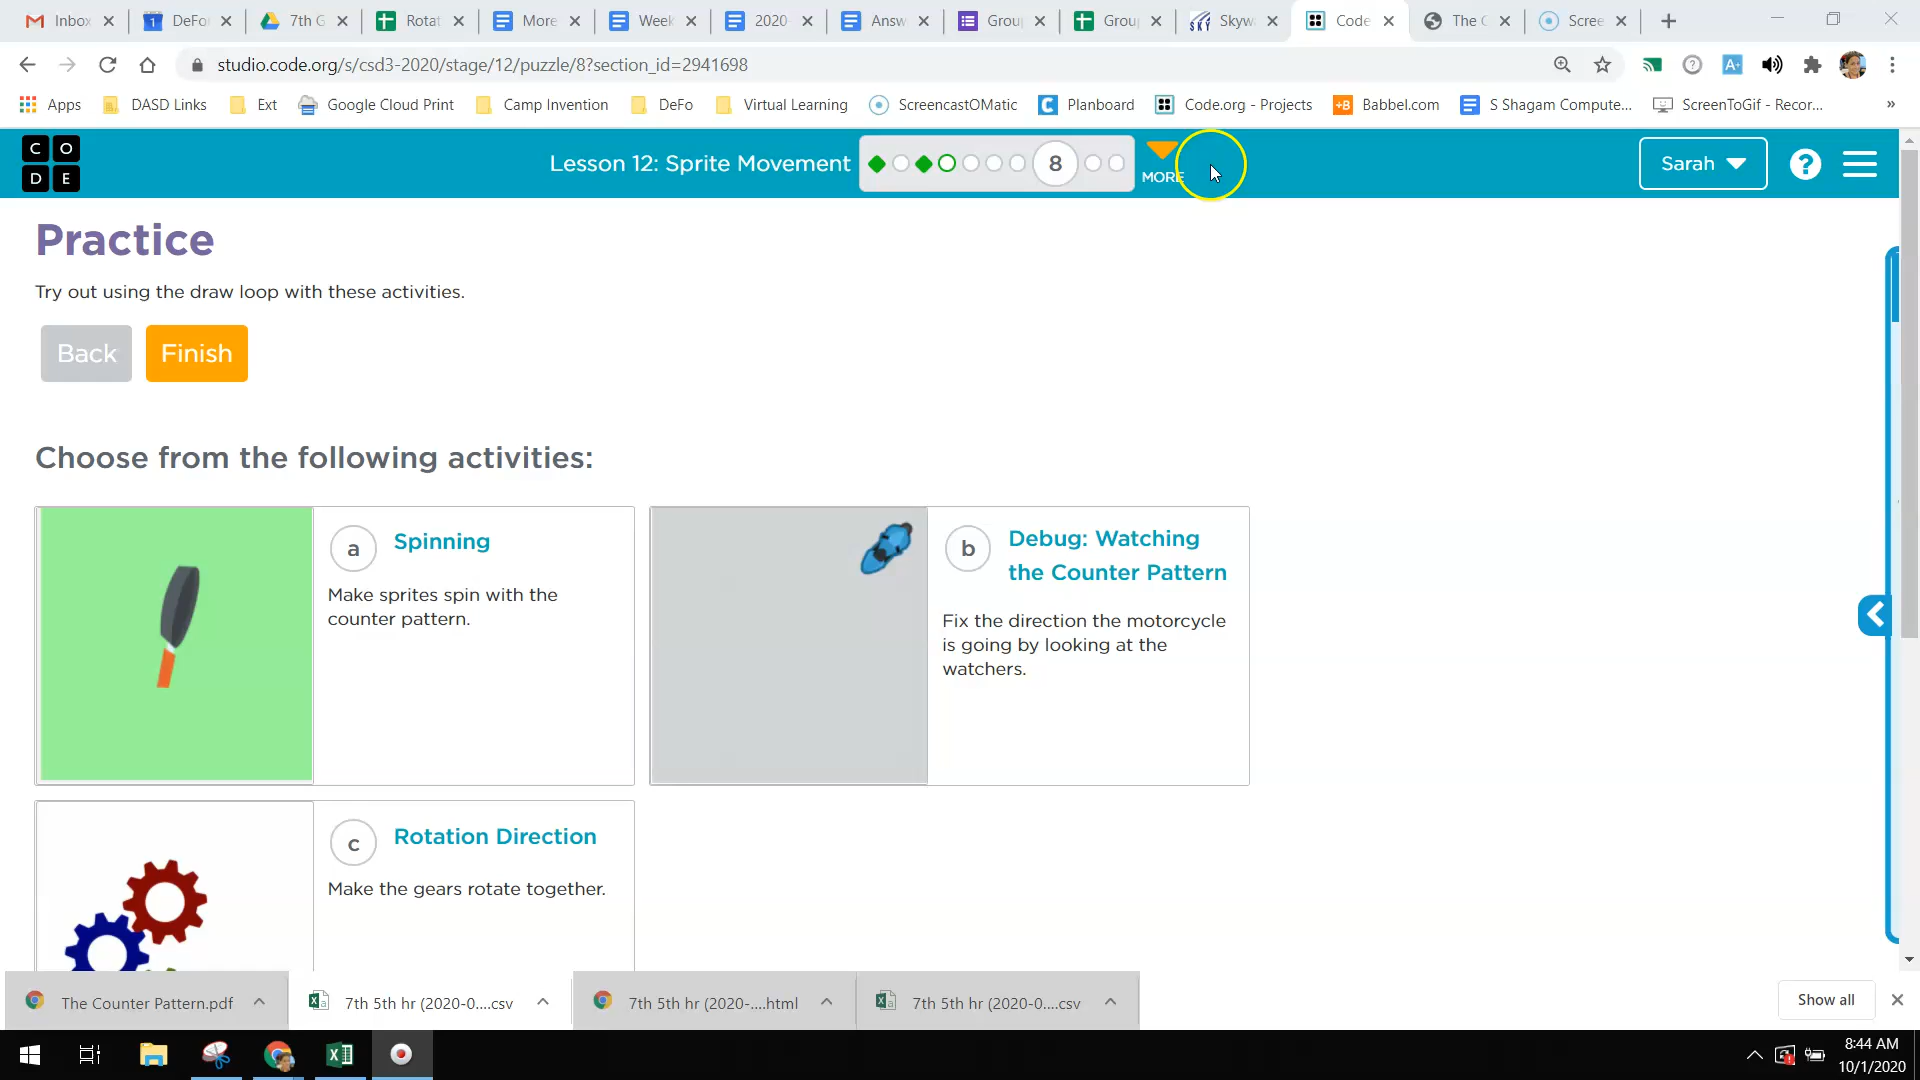 Inbox
DeFo
7th G
Rotat
More
Week
2020-
Answ
Group
Group
Skywa
Code
The C
Scree
studio.code.org/s/csd3-2020/stage/12/puzzle/8?section_id=2941698
Apps
DASD Links
Ext
Google Cloud Print
Camp Invention
DeFo
Virtual Learning
ScreencastOMatic
Planboard
Code.org - Projects
Babbel.com
S Shagam Compute...
ScreenToGif - Recor...
»
C O
D E
Lesson 12: Sprite Movement
8
MORE
Sarah
?
Practice
Try out using the draw loop with these activities.
Back
Finish
Choose from the following activities:
a
Spinning
Make sprites spin with the
counter pattern.
b
Debug: Watching
the Counter Pattern
Fix the direction the motorcycle
is going by looking at the
watchers.
c
Rotation Direction
Make the gears rotate together.
The Counter Pattern.pdf
7th 5th hr (2020-0....csv
7th 5th hr (2020-....html
7th 5th hr (2020-0....csv
Show all
8:44 AM
10/1/2020